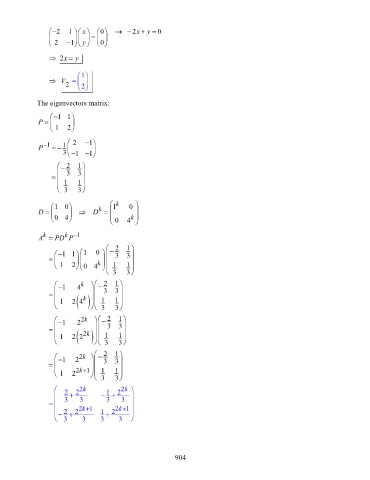 (−2 1; 2 −1)(x; y) = (0; 0) → −2x + y = 0
⇒ 2x = y
⇒ V₂ = (1; 2)
The eigenvectors matrix:
P = (−1 1; 1 2)
P⁻¹ = −1/3 (2 −1; −1 −1)
= (−2/3 1/3; 1/3 1/3)
D = (1 0; 0 4) ⇒ Dᵏ = (1ᵏ 0; 0 4ᵏ)
Aᵏ = PDᵏP⁻¹
= (−1 1; 1 2)(1 0; 0 4ᵏ)(−2/3 1/3; 1/3 1/3)
= (−1 4ᵏ; 1 2(4ᵏ))(−2/3 1/3; 1/3 1/3)
= (−1 2²ᵏ; 1 2(2²ᵏ))(−2/3 1/3; 1/3 1/3)
= (−1 2²ᵏ; 1 2²ᵏ⁺¹)(−2/3 1/3; 1/3 1/3)
= (2/3 + 2²ᵏ/3 −1/3 + 2²ᵏ/3; −2/3 + 2²ᵏ⁺¹/3 1/3 + 2²ᵏ⁺¹/3)
904